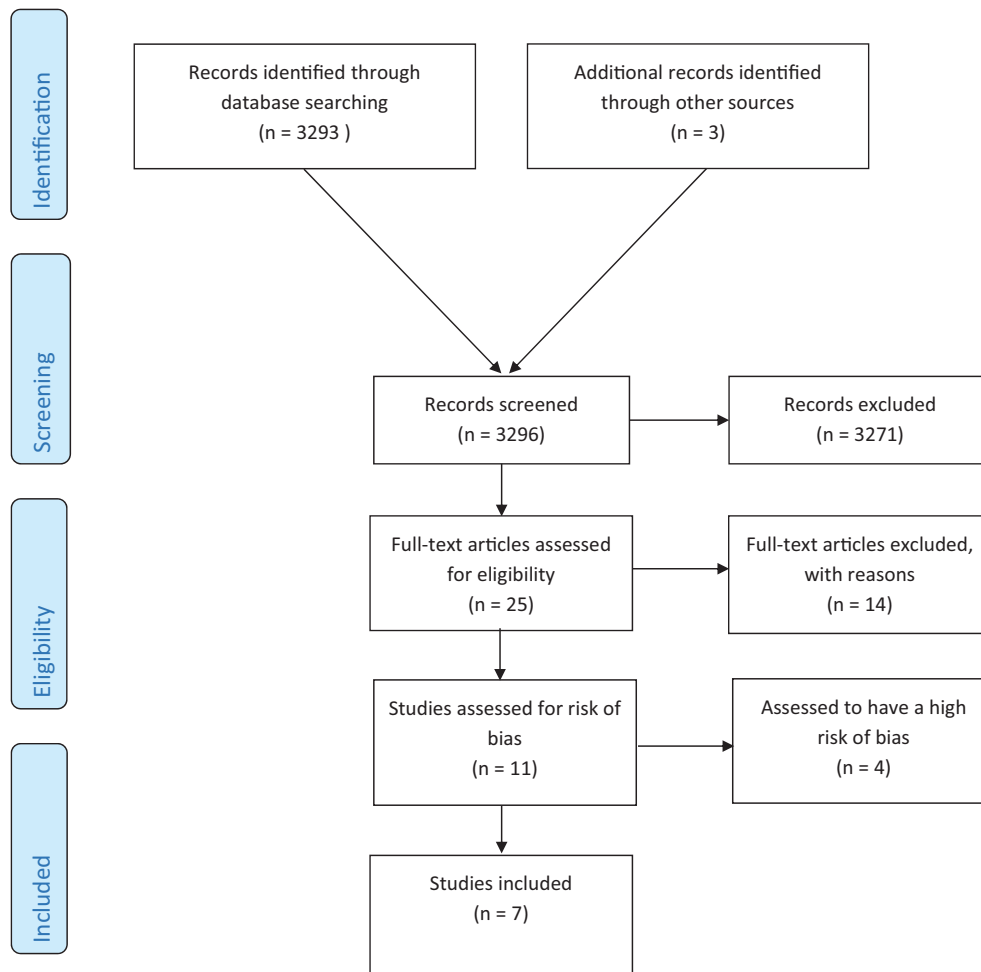 Identification
Records identified through
database searching
(n = 3293 )
Additional records identified
through other sources
(n = 3)
Screening
Records screened
(n = 3296)
Records excluded
(n = 3271)
Eligibility
Full-text articles assessed
for eligibility
(n = 25)
Full-text articles excluded,
with reasons
(n = 14)
Studies assessed for risk of
bias
(n = 11)
Assessed to have a high
risk of bias
(n = 4)
Included
Studies included
(n = 7)